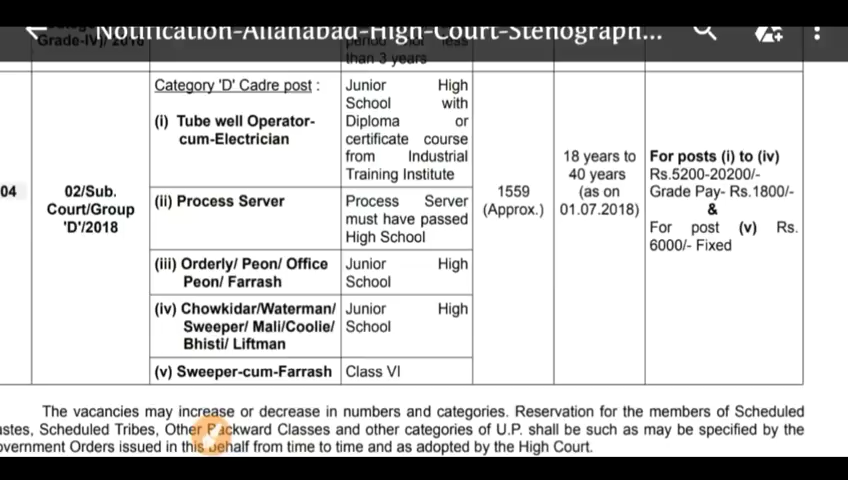 Notification-Allahabad-High-Court-Stenograph...
Grade-IV)/ 2018
than 3 years
04
02/Sub.
Court/Group
'D'/2018
Category 'D' Cadre post :
(i) Tube well Operator-
cum-Electrician
Junior High
School with
Diploma or
certificate course
from Industrial
Training Institute
(ii) Process Server
Process Server
must have passed
High School
(iii) Orderly/ Peon/ Office
Peon/ Farrash
Junior High
School
(iv) Chowkidar/Waterman/
Sweeper/ Mali/Coolie/
Bhisti/ Liftman
Junior High
School
(v) Sweeper-cum-Farrash
Class VI
1559
(Approx.)
18 years to
40 years
(as on
01.07.2018)
For posts (i) to (iv)
Rs.5200-20200/-
Grade Pay- Rs.1800/-
&
For post (v) Rs.
6000/- Fixed
The vacancies may increase or decrease in numbers and categories. Reservation for the members of Scheduled
astes, Scheduled Tribes, Other Backward Classes and other categories of U.P. shall be such as may be specified by the
overnment Orders issued in this behalf from time to time and as adopted by the High Court.